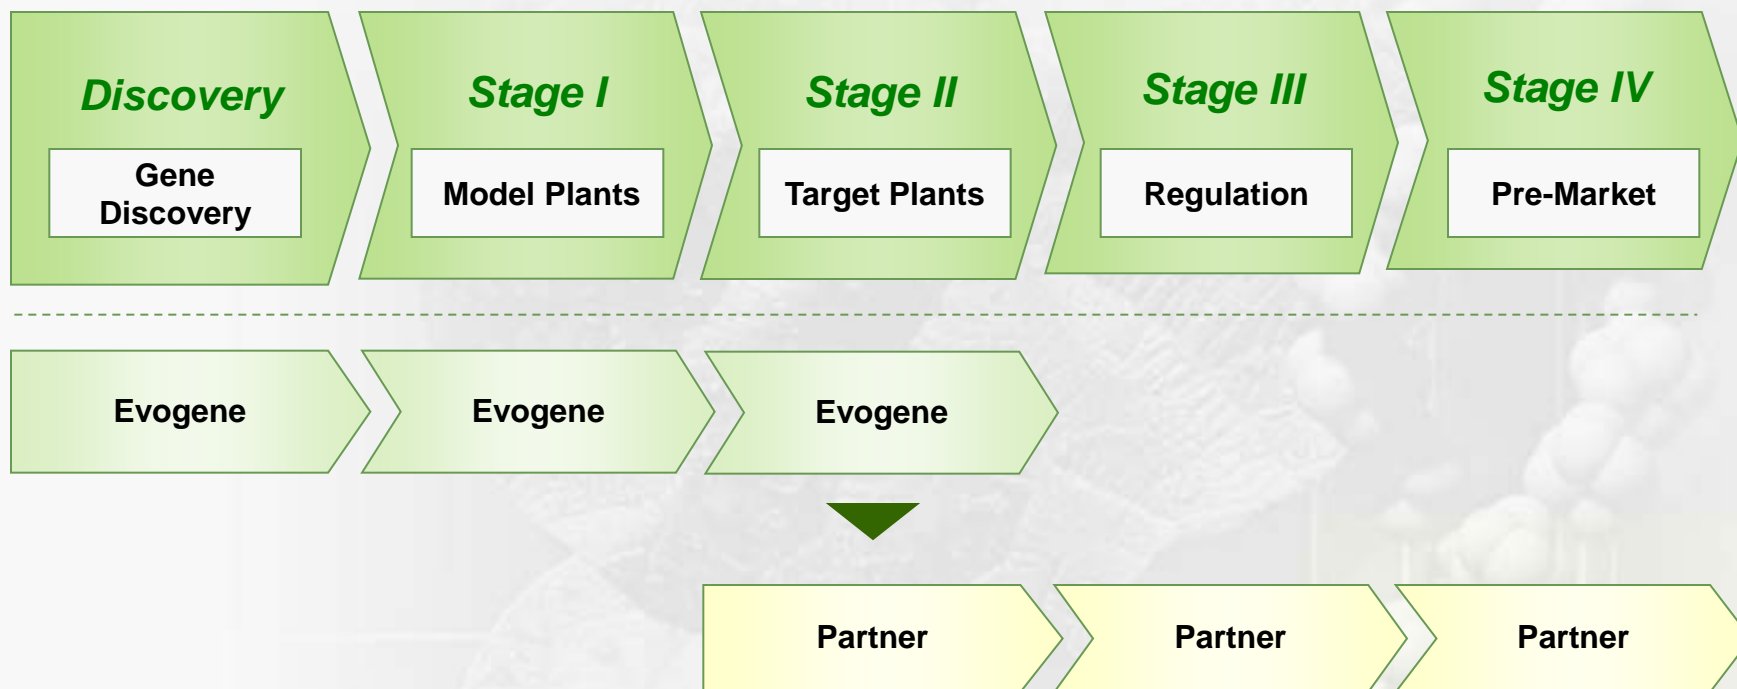 Discovery
Stage I
Stage II
Stage III
Stage IV
Gene
Discovery
Model Plants
Target Plants
Regulation
Pre-Market
Evogene
Evogene
Evogene
Partner
Partner
Partner